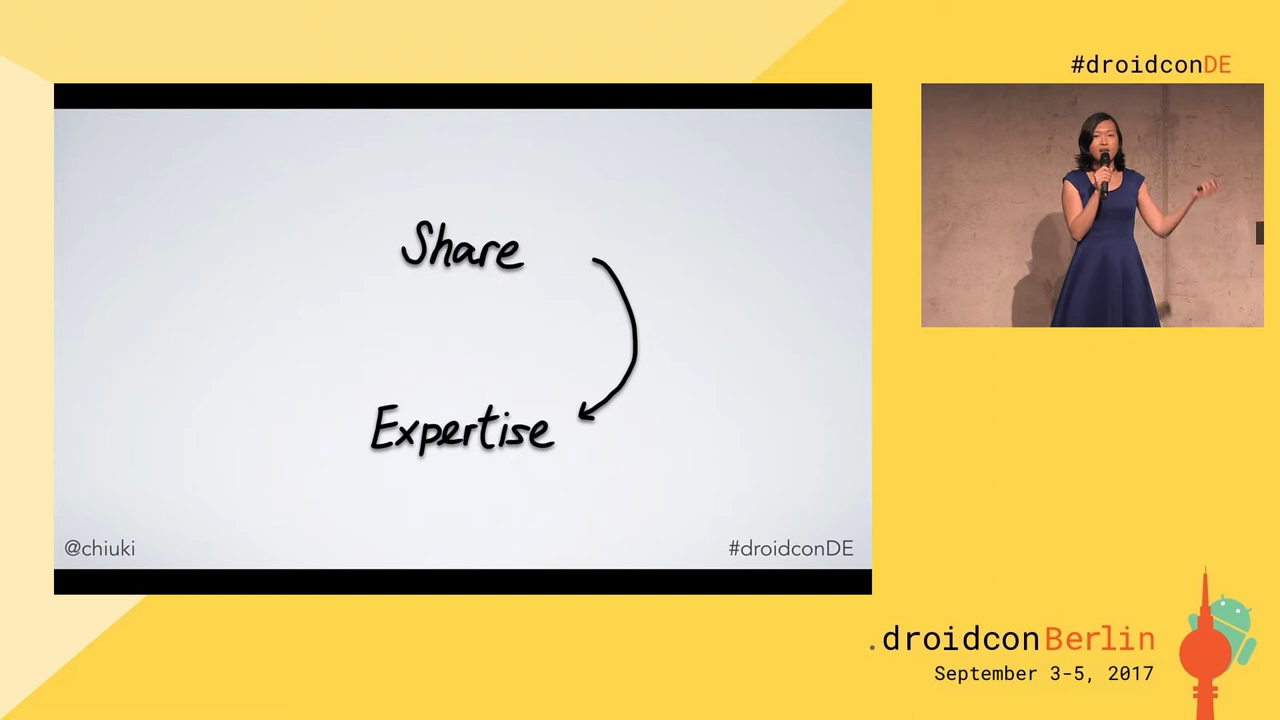 #droidconDE
Share
Expertise
@chiuki
#droidconDE
.droidconBerlin
September 3-5, 2017